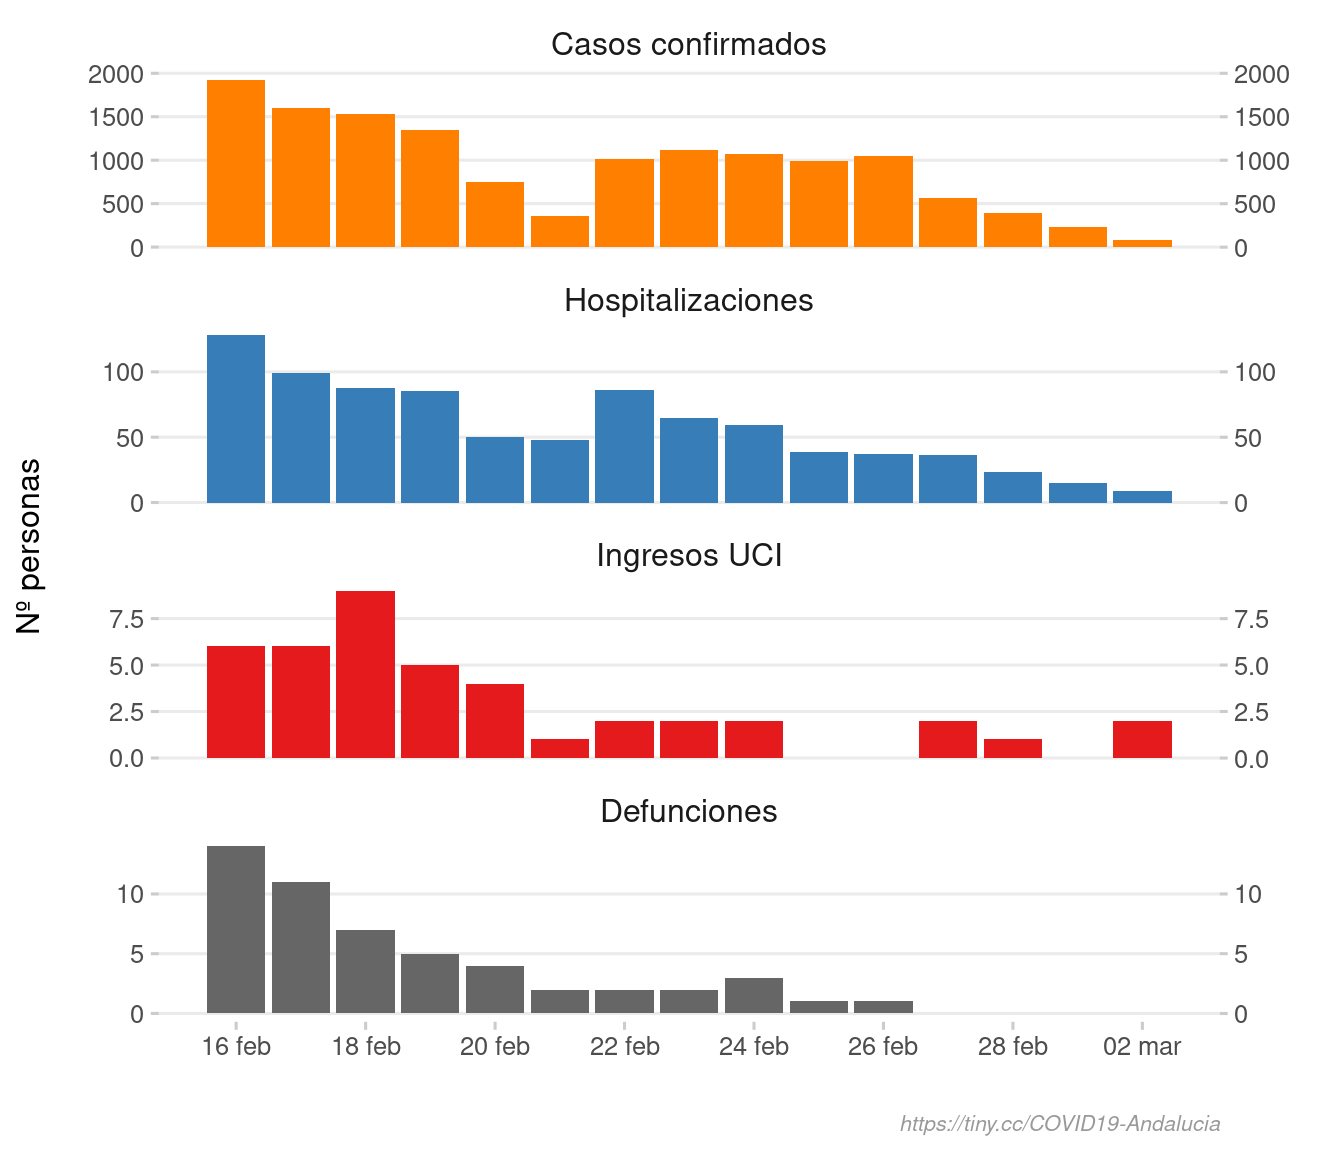 Casos confirmados
2000 2000
1500 1500
1000 1000
500 500
0 0
Hospitalizaciones
100 100
50 50
0 0
Nº personas
Ingresos UCI
7.5 7.5
5.0 5.0
2.5 2.5
0.0 0.0
Defunciones
10 10
5 5
0 0
16 feb 18 feb 20 feb 22 feb 24 feb 26 feb 28 feb 02 mar
https://tiny.cc/COVID19-Andalucia